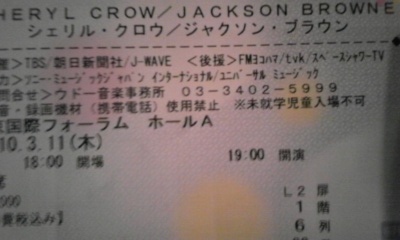 HERYL CROW/JACKSON BROWNE
シェリル・クロウ/ジャクソン・ブラウン
催>TBS/朝日新聞社/J-WAVE <後援>FMヨコハマ/tvk/スペースシャワーTV
力>ソニー・ミュージックジャパン インターナショナル/ユニバーサル ミュージック
問合せ>ウドー音楽事務所 03-3402-5999
音・録画機材(携帯電話)使用禁止 ※未就学児童入場不可
国際フォーラム ホールA
10.3.11(木)
18:00 開場 19:00 開演
席
000 L2 扉
費税込み) 1 階
6 列